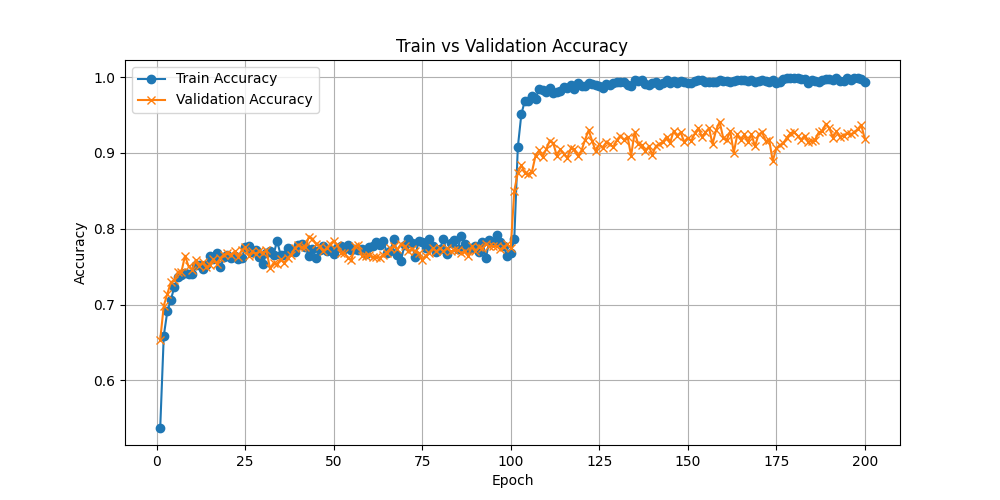 Train vs Validation Accuracy
Train Accuracy
Validation Accuracy
1.0
0.9
0.8
0.7
0.6
Accuracy
0 25 50 75 100 125 150 175 200
Epoch